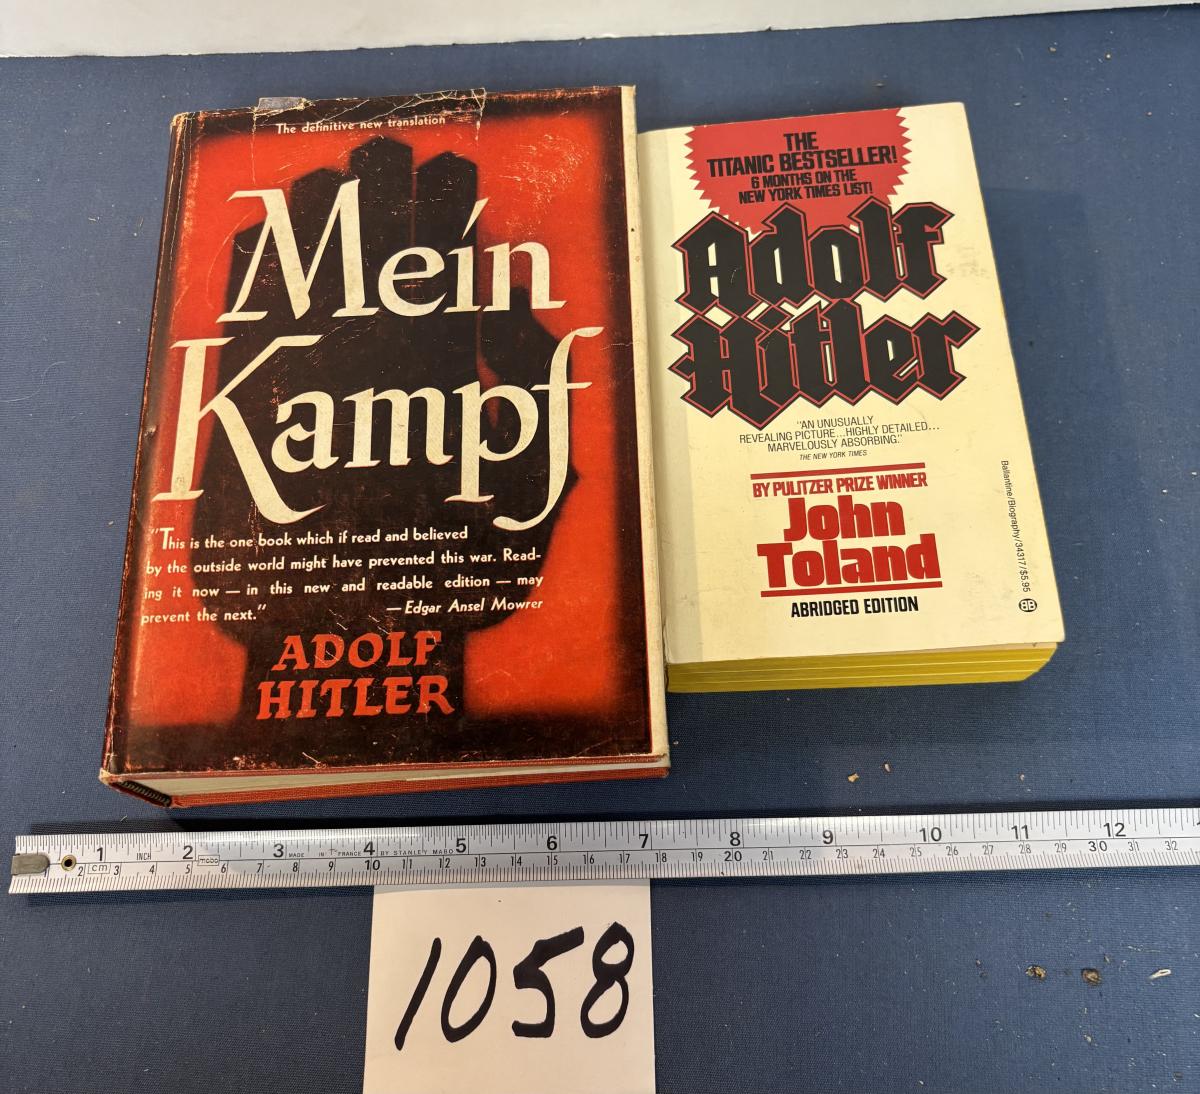 The definitive new translation
Mein
Kampf
"This is the one book which if read and believed
by the outside world might have prevented this war. Read-
ing it now — in this new and readable edition — may
prevent the next."
— Edgar Ansel Mowrer
ADOLF
HITLER
THE
TITANIC BESTSELLER!
6 MONTHS ON THE
NEW YORK TIMES LIST!
Adolf
Hitler
"AN UNUSUALLY
REVEALING PICTURE...HIGHLY DETAILED...
MARVELOUSLY ABSORBING."
THE NEW YORK TIMES
BY PULITZER PRIZE WINNER
John
Toland
ABRIDGED EDITION
Ballantine/Biography/34317/$5.95
BB
1 INCH 2 3 MADE IN FRANCE 4 BY STANLEY MABO 5 6 7 8 9 10 11 12
2 cm 3 4 5 mabo 6 7 8 9 10 11 12 13 14 15 16 17 18 19 20 21 22 23 24 25 26 27 28 29 30 31 32
1058